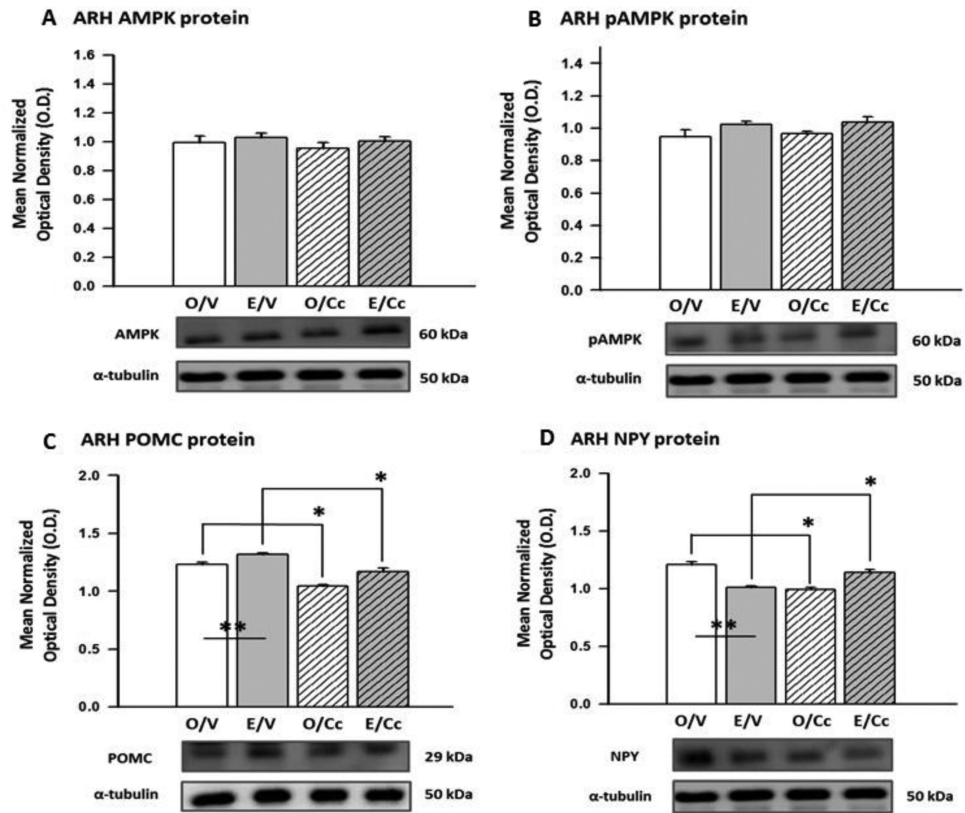 A ARH AMPK protein
Mean Normalized
Optical Density (O.D.)
1.6
1.4
1.2
1.0
0.8
0.6
0.4
0.2
0.0
O/V E/V O/Cc E/Cc
AMPK 60 kDa
α-tubulin 50 kDa
B ARH pAMPK protein
Mean Normalized
Optical Density (O.D.)
1.4
1.2
1.0
0.8
0.6
0.4
0.2
0.0
O/V E/V O/Cc E/Cc
pAMPK 60 kDa
α-tubulin 50 kDa
C ARH POMC protein
Mean Normalized
Optical Density (O.D.)
2.0
1.5
1.0
0.5
0.0
*
*
**
O/V E/V O/Cc E/Cc
POMC 29 kDa
α-tubulin 50 kDa
D ARH NPY protein
Mean Normalized
Optical Density (O.D.)
2.0
1.5
1.0
0.5
0.0
*
*
**
O/V E/V O/Cc E/Cc
NPY
α-tubulin 50 kDa